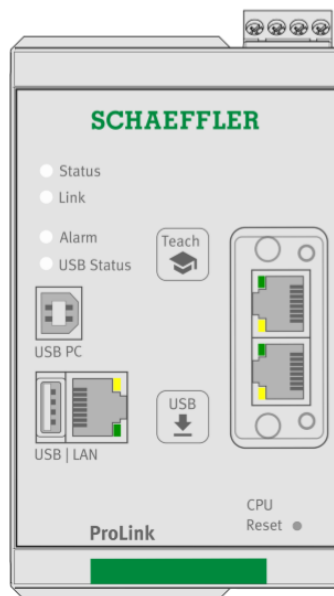 SCHAEFFLER
Status
Link
Alarm
USB Status
Teach
USB PC
USB
USB | LAN
CPU
Reset
ProLink